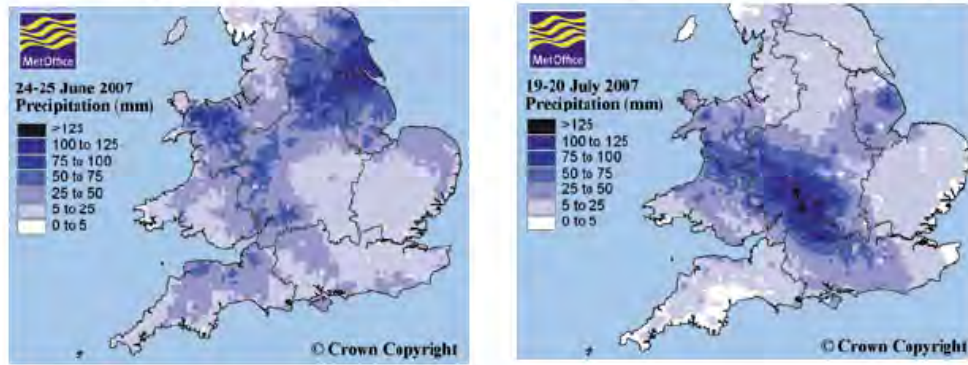 MetOffice
24-25 June 2007
Precipitation (mm)
>125
100 to 125
75 to 100
50 to 75
25 to 50
5 to 25
0 to 5
© Crown Copyright
MetOffice
19-20 July 2007
Precipitation (mm)
>125
100 to 125
75 to 100
50 to 75
25 to 50
5 to 25
0 to 5
© Crown Copyright